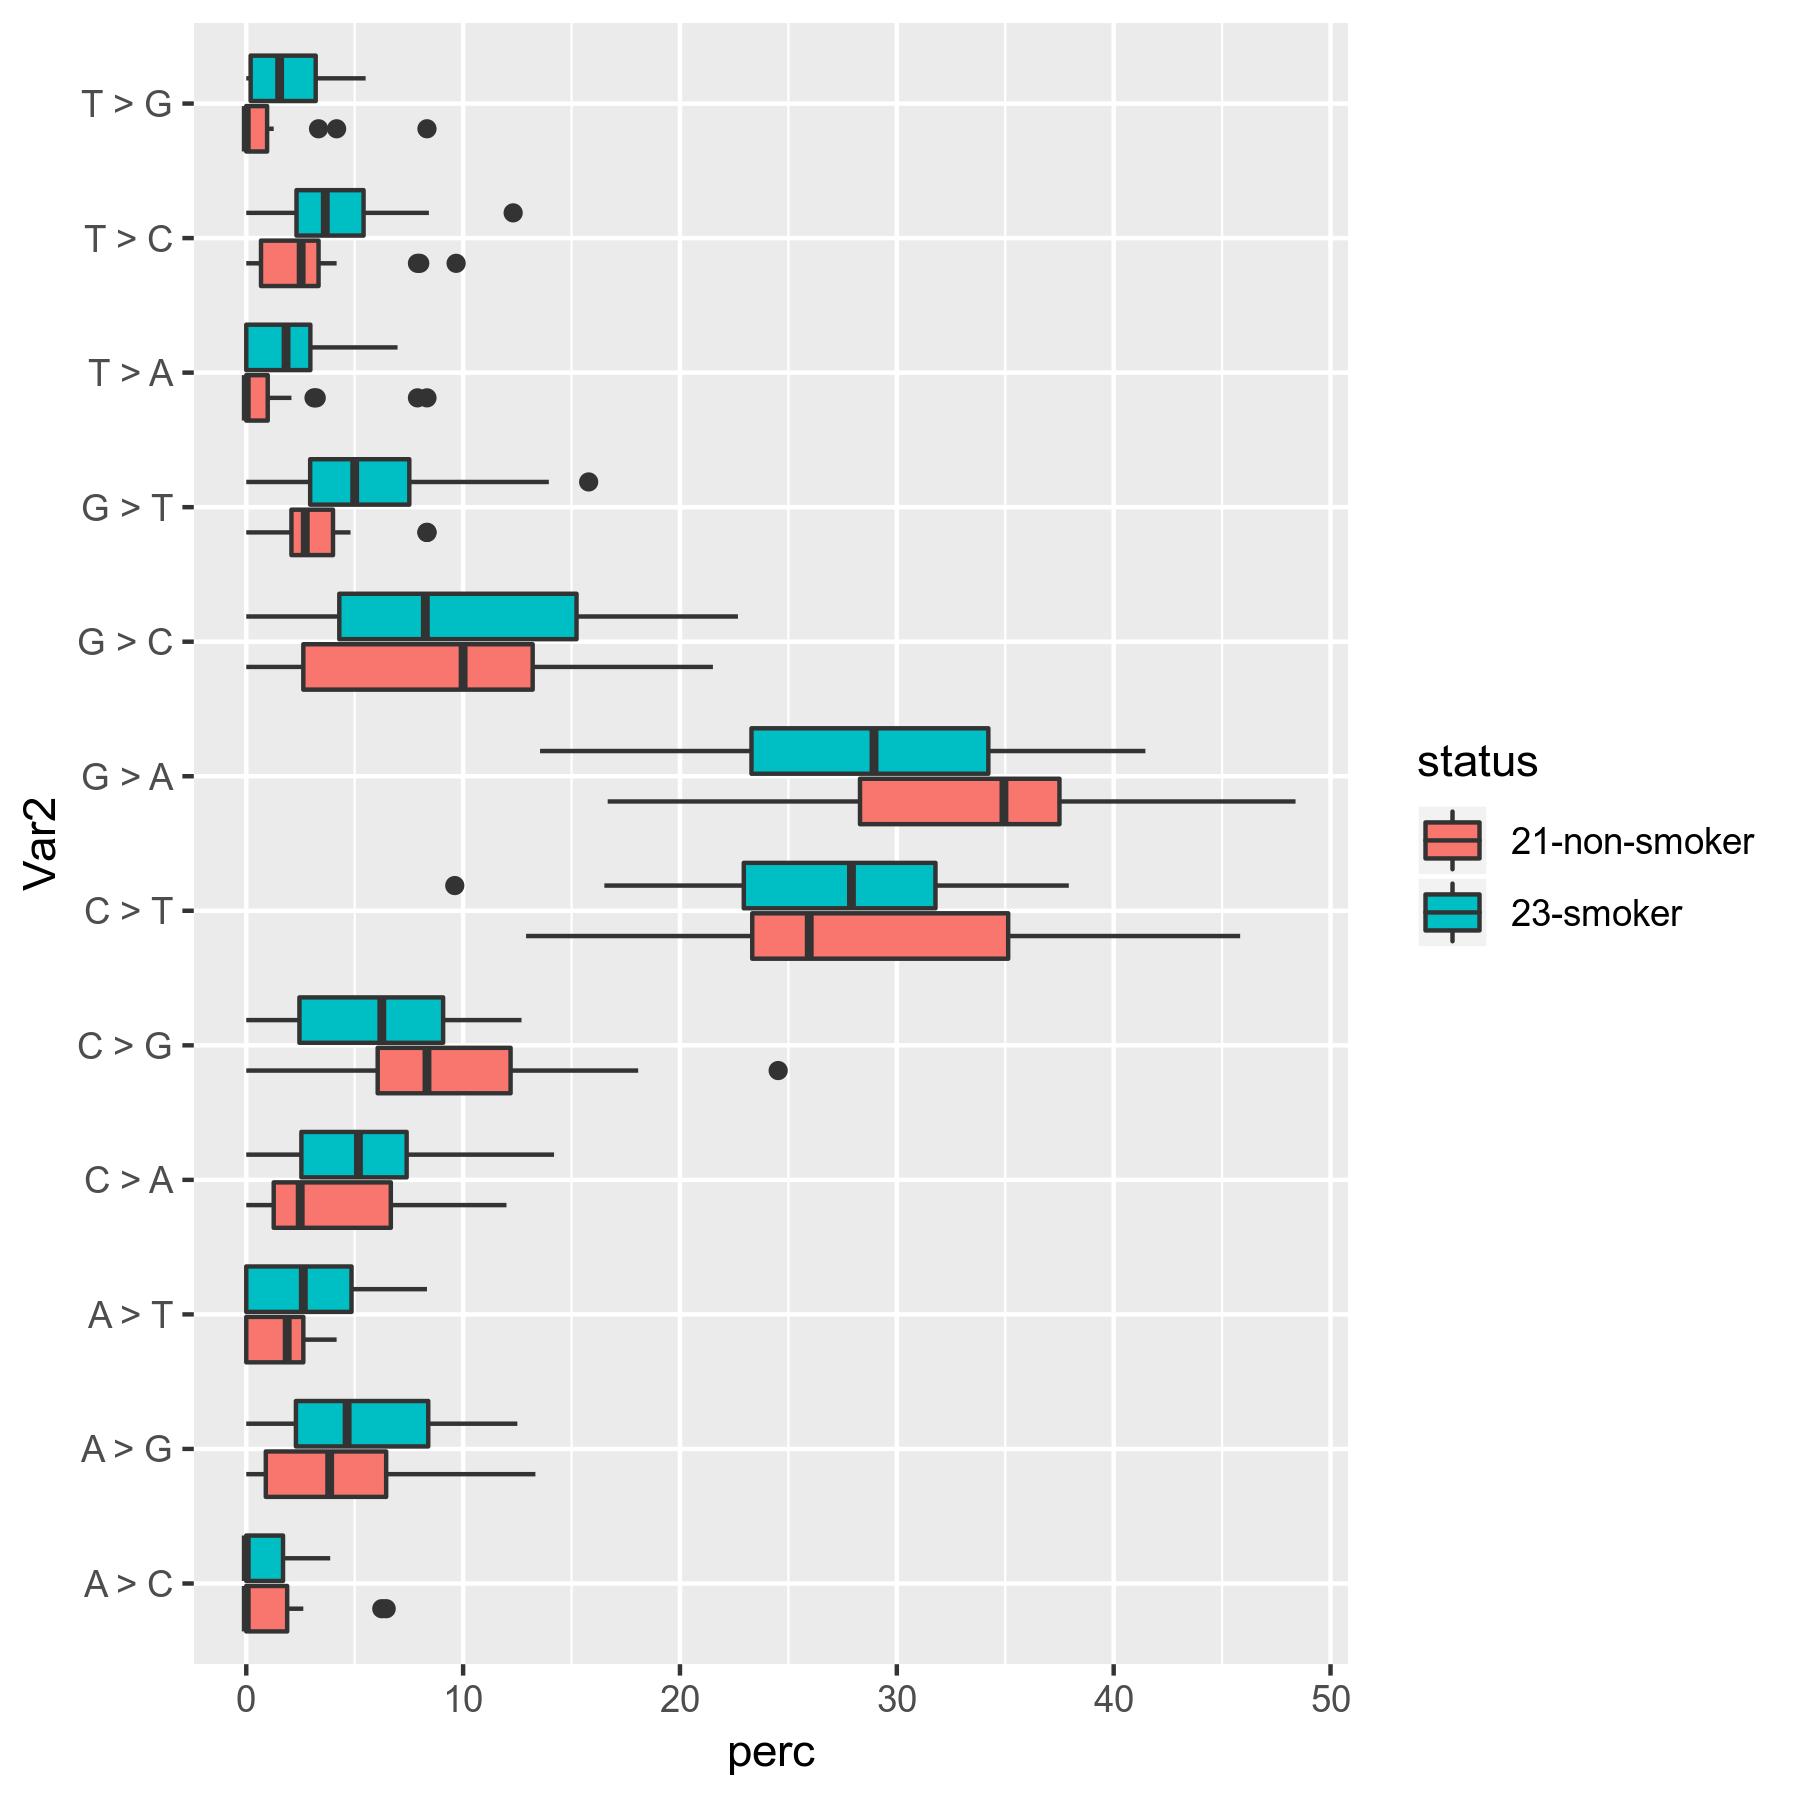 T > G
T > C
T > A
G > T
G > C
G > A
C > T
C > G
C > A
A > T
A > G
A > C
Var2
0 10 20 30 40 50
perc
status
21-non-smoker
23-smoker